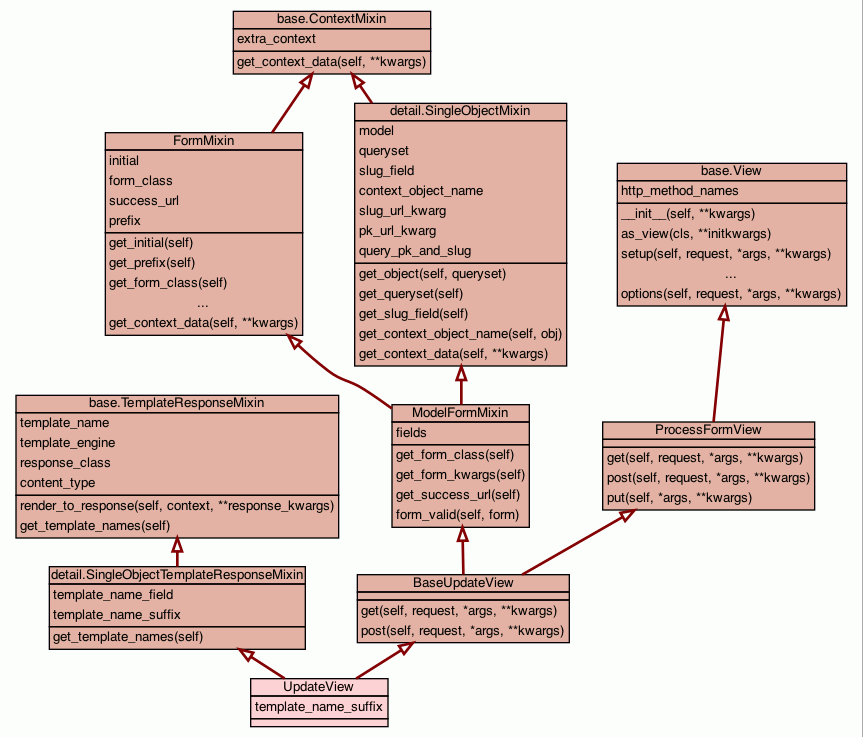 base.ContextMixin
extra_context
get_context_data(self, **kwargs)
FormMixin
initial
form_class
success_url
prefix
get_initial(self)
get_prefix(self)
get_form_class(self)
...
get_context_data(self, **kwargs)
detail.SingleObjectMixin
model
queryset
slug_field
context_object_name
slug_url_kwarg
pk_url_kwarg
query_pk_and_slug
get_object(self, queryset)
get_queryset(self)
get_slug_field(self)
get_context_object_name(self, obj)
get_context_data(self, **kwargs)
base.View
http_method_names
__init__(self, **kwargs)
as_view(cls, **initkwargs)
setup(self, request, *args, **kwargs)
...
options(self, request, *args, **kwargs)
base.TemplateResponseMixin
template_name
template_engine
response_class
content_type
render_to_response(self, context, **response_kwargs)
get_template_names(self)
ModelFormMixin
fields
get_form_class(self)
get_form_kwargs(self)
get_success_url(self)
form_valid(self, form)
ProcessFormView
get(self, request, *args, **kwargs)
post(self, request, *args, **kwargs)
put(self, *args, **kwargs)
detail.SingleObjectTemplateResponseMixin
template_name_field
template_name_suffix
get_template_names(self)
BaseUpdateView
get(self, request, *args, **kwargs)
post(self, request, *args, **kwargs)
UpdateView
template_name_suffix